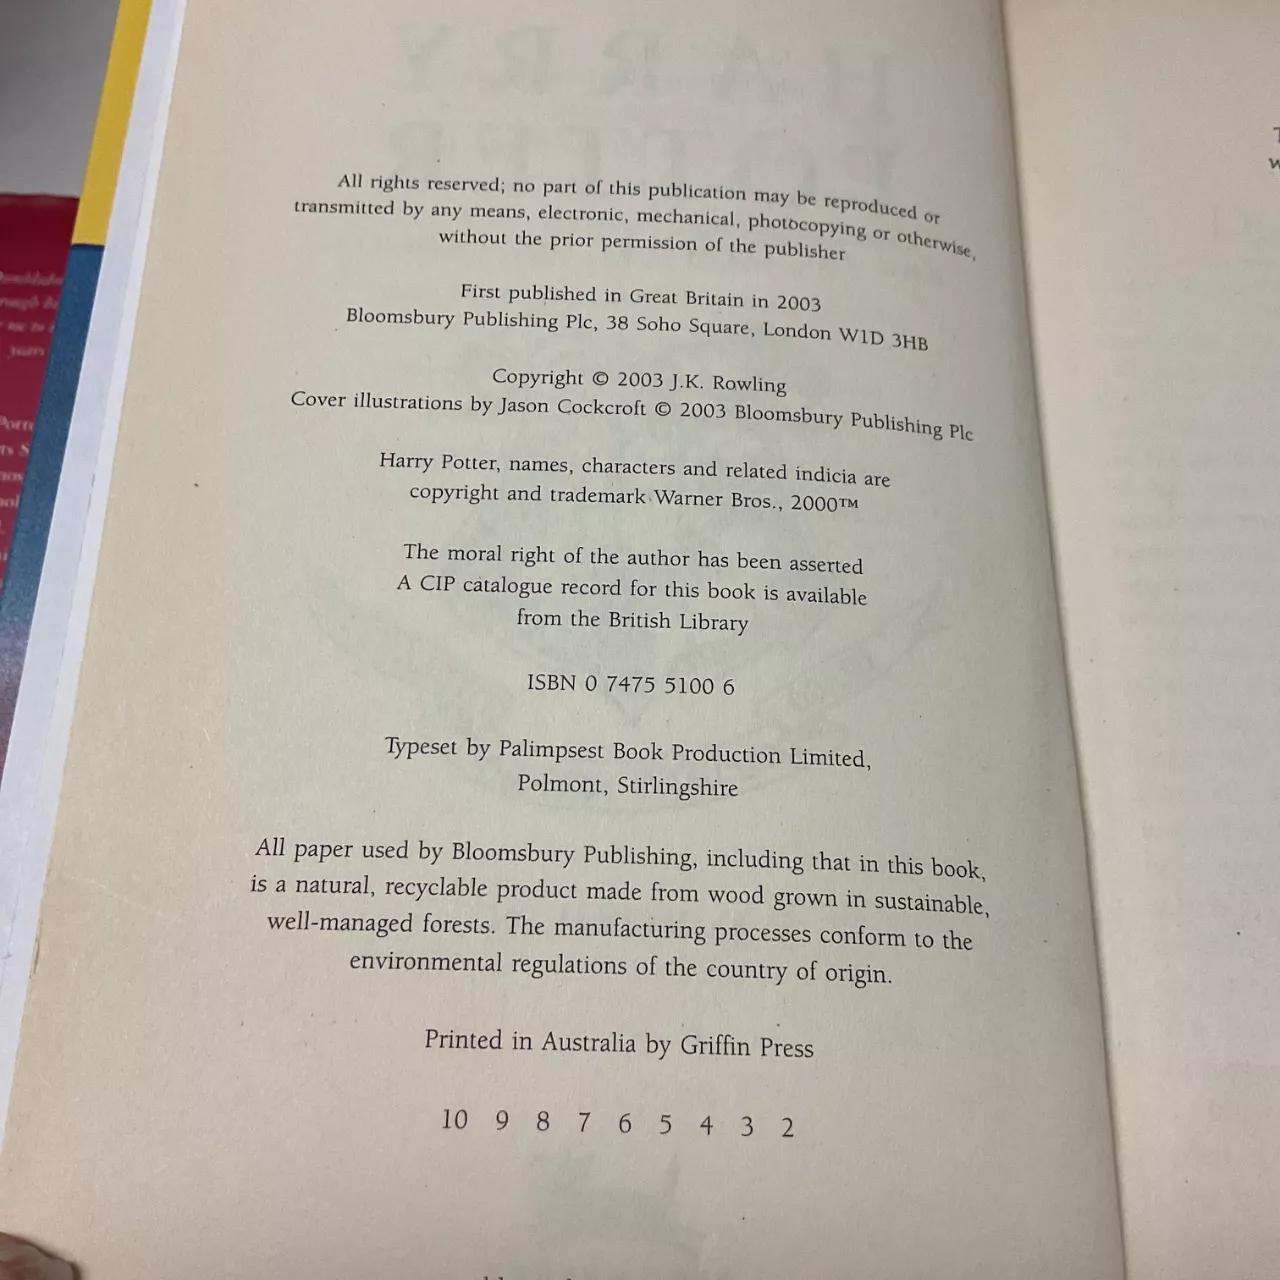 All rights reserved; no part of this publication may be reproduced or
transmitted by any means, electronic, mechanical, photocopying or otherwise,
without the prior permission of the publisher
First published in Great Britain in 2003
Bloomsbury Publishing Plc, 38 Soho Square, London W1D 3HB
Copyright © 2003 J.K. Rowling
Cover illustrations by Jason Cockcroft © 2003 Bloomsbury Publishing Plc
Harry Potter, names, characters and related indicia are
copyright and trademark Warner Bros., 2000™
The moral right of the author has been asserted
A CIP catalogue record for this book is available
from the British Library
ISBN 0 7475 5100 6
Typeset by Palimpsest Book Production Limited,
Polmont, Stirlingshire
All paper used by Bloomsbury Publishing, including that in this book,
is a natural, recyclable product made from wood grown in sustainable,
well-managed forests. The manufacturing processes conform to the
environmental regulations of the country of origin.
Printed in Australia by Griffin Press
10 9 8 7 6 5 4 3 2